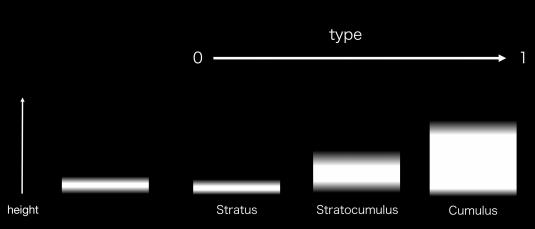 type
0
1
height
Stratus
Stratocumulus
Cumulus